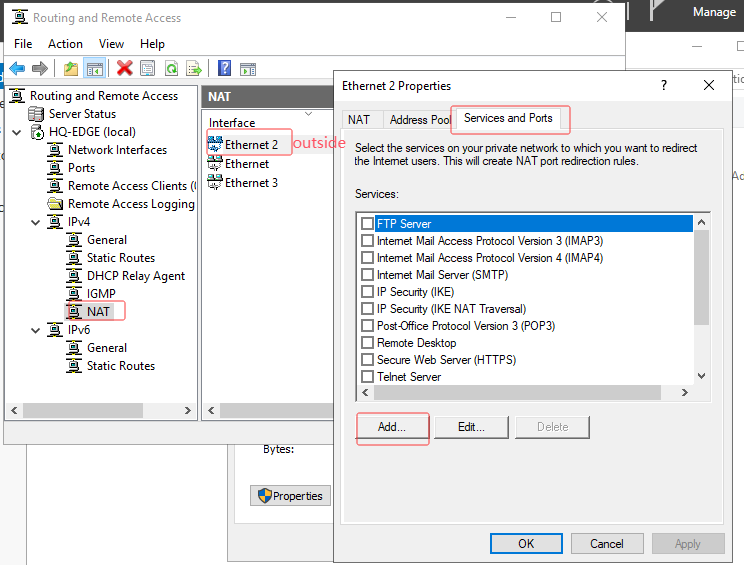 Routing and Remote Access
Manage
File Action View Help
Routing and Remote Access
Server Status
HQ-EDGE (local)
Network Interfaces
Ports
Remote Access Clients (
Remote Access Logging
IPv4
General
Static Routes
DHCP Relay Agent
IGMP
NAT
IPv6
General
Static Routes
NAT
Interface
Ethernet 2 outside
Ethernet
Ethernet 3
Bytes:
Properties
Ethernet 2 Properties
?
NAT Address Pool Services and Ports
Select the services on your private network to which you want to redirect
the Internet users. This will create NAT port redirection rules.
Services:
FTP Server
Internet Mail Access Protocol Version 3 (IMAP3)
Internet Mail Access Protocol Version 4 (IMAP4)
Internet Mail Server (SMTP)
IP Security (IKE)
IP Security (IKE NAT Traversal)
Post-Office Protocol Version 3 (POP3)
Remote Desktop
Secure Web Server (HTTPS)
Telnet Server
Add... Edit... Delete
OK Cancel Apply